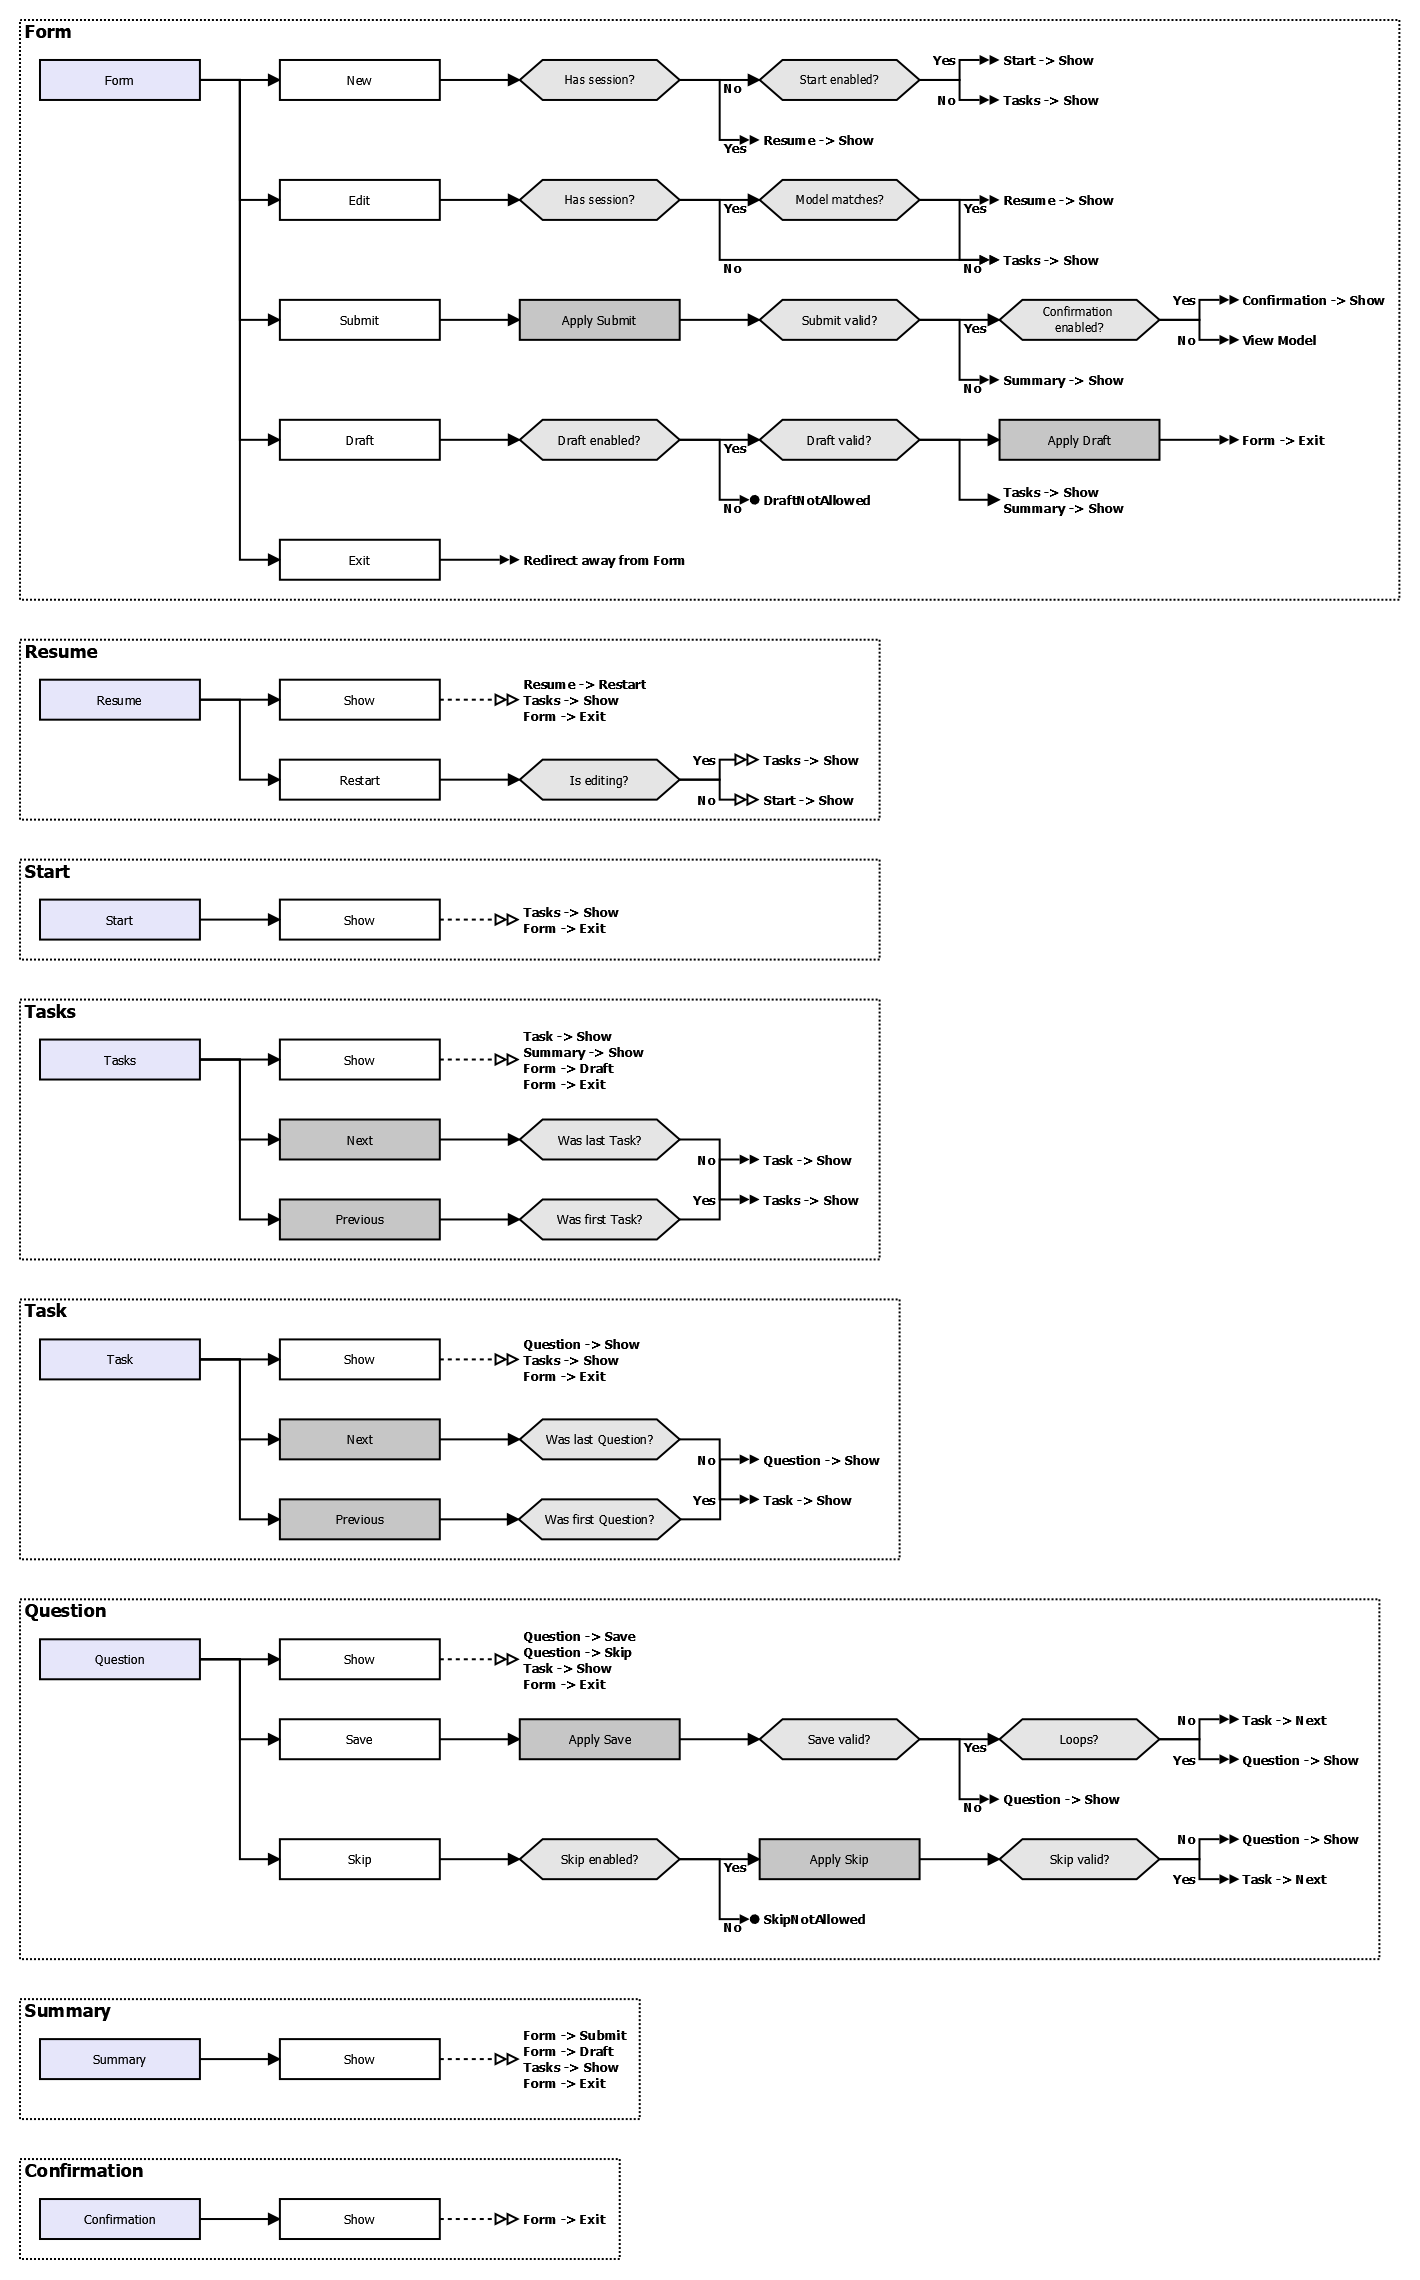 Form
Form
New
Has session?
No
Yes
Start enabled?
Yes
Start -> Show
No
Tasks -> Show
Resume -> Show
Edit
Has session?
Yes
No
Model matches?
Yes
Resume -> Show
No
Tasks -> Show
Submit
Apply Submit
Submit valid?
Yes
No
Confirmation
enabled?
Yes
Confirmation -> Show
No
View Model
Summary -> Show
Draft
Draft enabled?
Yes
No
Draft valid?
Apply Draft
Form -> Exit
DraftNotAllowed
Tasks -> Show
Summary -> Show
Exit
Redirect away from Form
Resume
Resume
Show
Resume -> Restart
Tasks -> Show
Form -> Exit
Restart
Is editing?
Yes
Tasks -> Show
No
Start -> Show
Start
Start
Show
Tasks -> Show
Form -> Exit
Tasks
Tasks
Show
Task -> Show
Summary -> Show
Form -> Draft
Form -> Exit
Next
Was last Task?
No
Task -> Show
Yes
Tasks -> Show
Previous
Was first Task?
Task
Task
Show
Question -> Show
Tasks -> Show
Form -> Exit
Next
Was last Question?
No
Question -> Show
Yes
Task -> Show
Previous
Was first Question?
Question
Question
Show
Question -> Save
Question -> Skip
Task -> Show
Form -> Exit
Save
Apply Save
Save valid?
Yes
No
Loops?
No
Task -> Next
Yes
Question -> Show
Question -> Show
Skip
Skip enabled?
Yes
No
Apply Skip
Skip valid?
No
Question -> Show
Yes
Task -> Next
SkipNotAllowed
Summary
Summary
Show
Form -> Submit
Form -> Draft
Tasks -> Show
Form -> Exit
Confirmation
Confirmation
Show
Form -> Exit